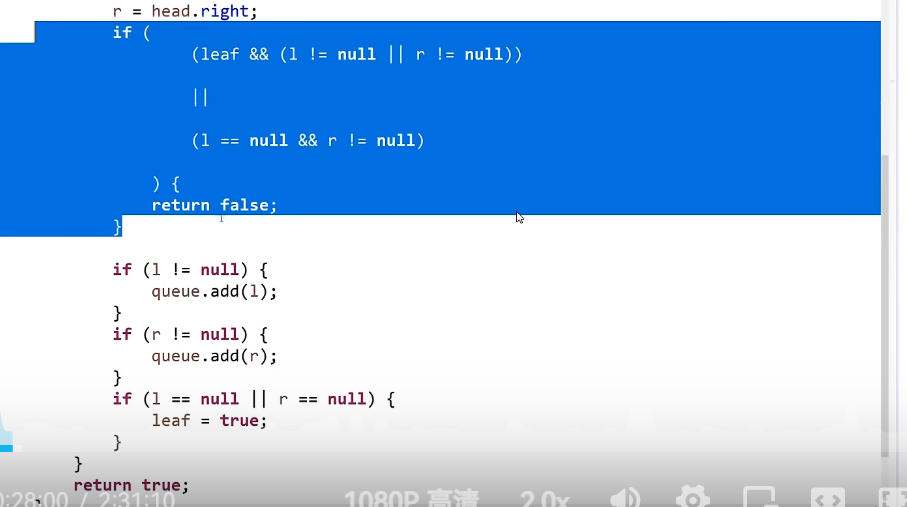 r = head.right;
if (
(leaf && (l != null || r != null))
||
(l == null && r != null)
) {
return false;
}
if (l != null) {
queue.add(l);
}
if (r != null) {
queue.add(r);
}
if (l == null || r == null) {
leaf = true;
}
}
return true;
0:28:00 / 2:31:10 1080P 高清 2.0x